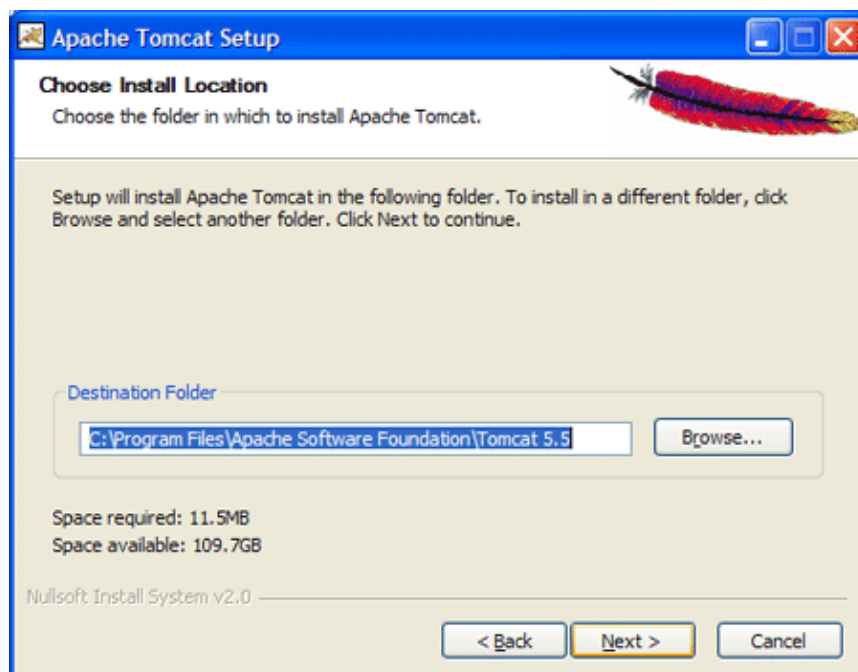 Apache Tomcat Setup
Choose Install Location
Choose the folder in which to install Apache Tomcat.
Setup will install Apache Tomcat in the following folder. To install in a different folder, click
Browse and select another folder. Click Next to continue.
Destination Folder
C:\Program Files\Apache Software Foundation\Tomcat 5.5
Browse...
Space required: 11.5MB
Space available: 109.7GB
Nullsoft Install System v2.0
< Back Next > Cancel